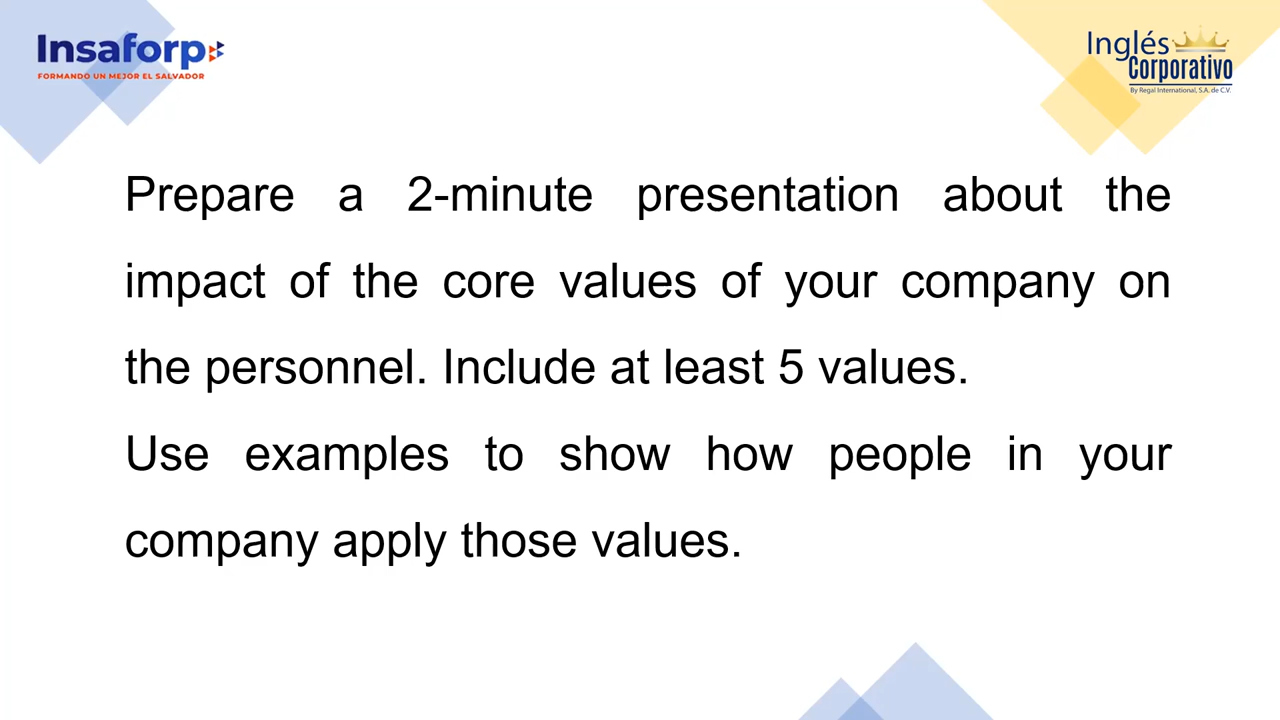 Insaforp
FORMANDO UN MEJOR EL SALVADOR
Inglés
Corporativo
By Regal International, S.A. de C.V.
Prepare a 2-minute presentation about the
impact of the core values of your company on
the personnel. Include at least 5 values.
Use examples to show how people in your
company apply those values.